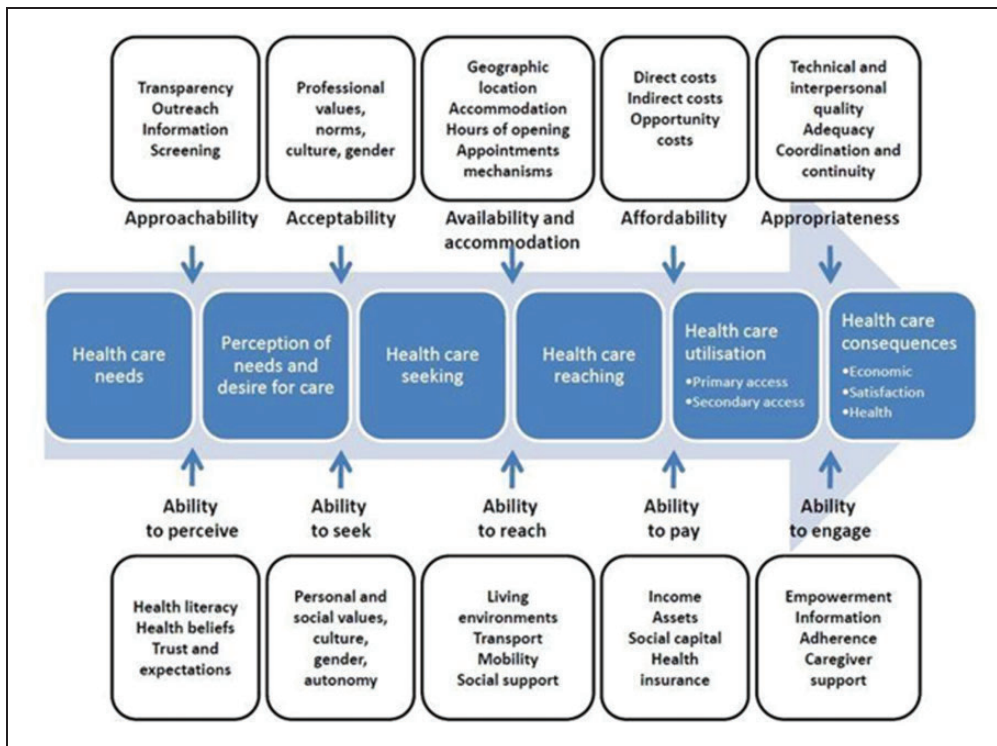 Transparency
Outreach
Information
Screening
Professional
values,
norms,
culture, gender
Geographic
location
Accommodation
Hours of opening
Appointments
mechanisms
Direct costs
Indirect costs
Opportunity
costs
Technical and
interpersonal
quality
Adequacy
Coordination and
continuity
Approachability
Acceptability
Availability and
accommodation
Affordability
Appropriateness
Health care
needs
Perception of
needs and
desire for care
Health care
seeking
Health care
reaching
Health care
utilisation
•Primary access
•Secondary access
Health care
consequences
•Economic
•Satisfaction
•Health
Ability
to perceive
Ability
to seek
Ability
to reach
Ability
to pay
Ability
to engage
Health literacy
Health beliefs
Trust and
expectations
Personal and
social values,
culture,
gender,
autonomy
Living
environments
Transport
Mobility
Social support
Income
Assets
Social capital
Health
insurance
Empowerment
Information
Adherence
Caregiver
support